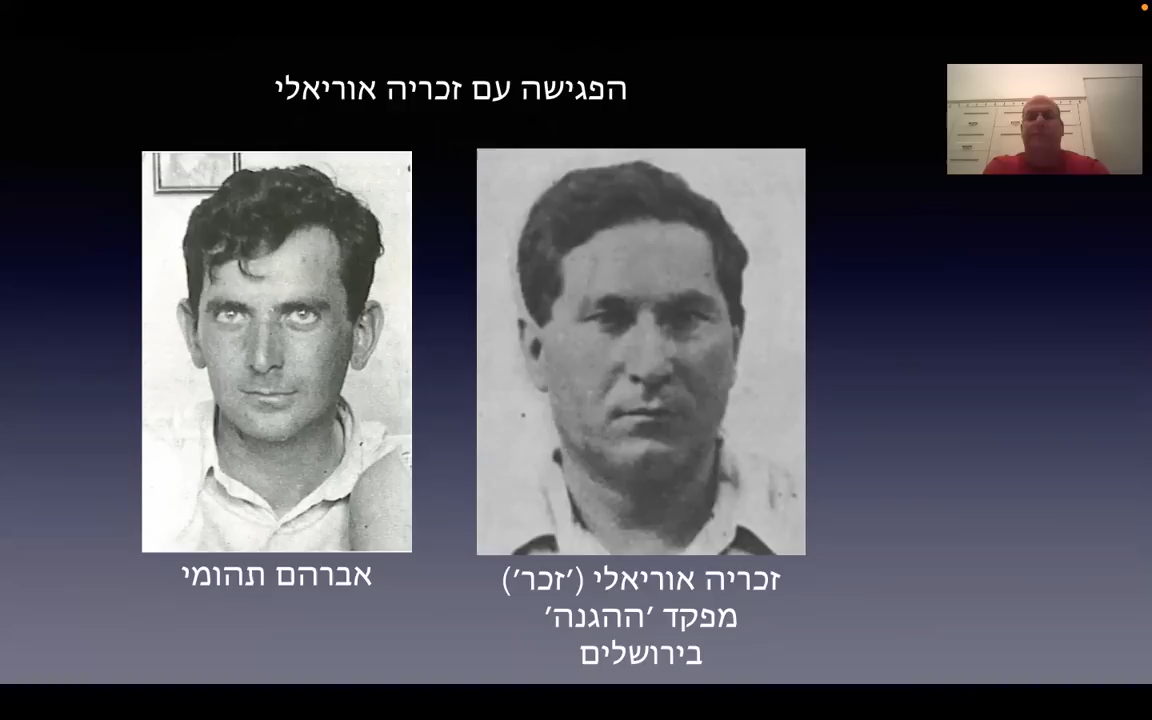 הפגישה עם זכריה אוריאלי
זכריה אוריאלי ('זכר')
מפקד 'ההגנה'
בירושלים
אברהם תהומי